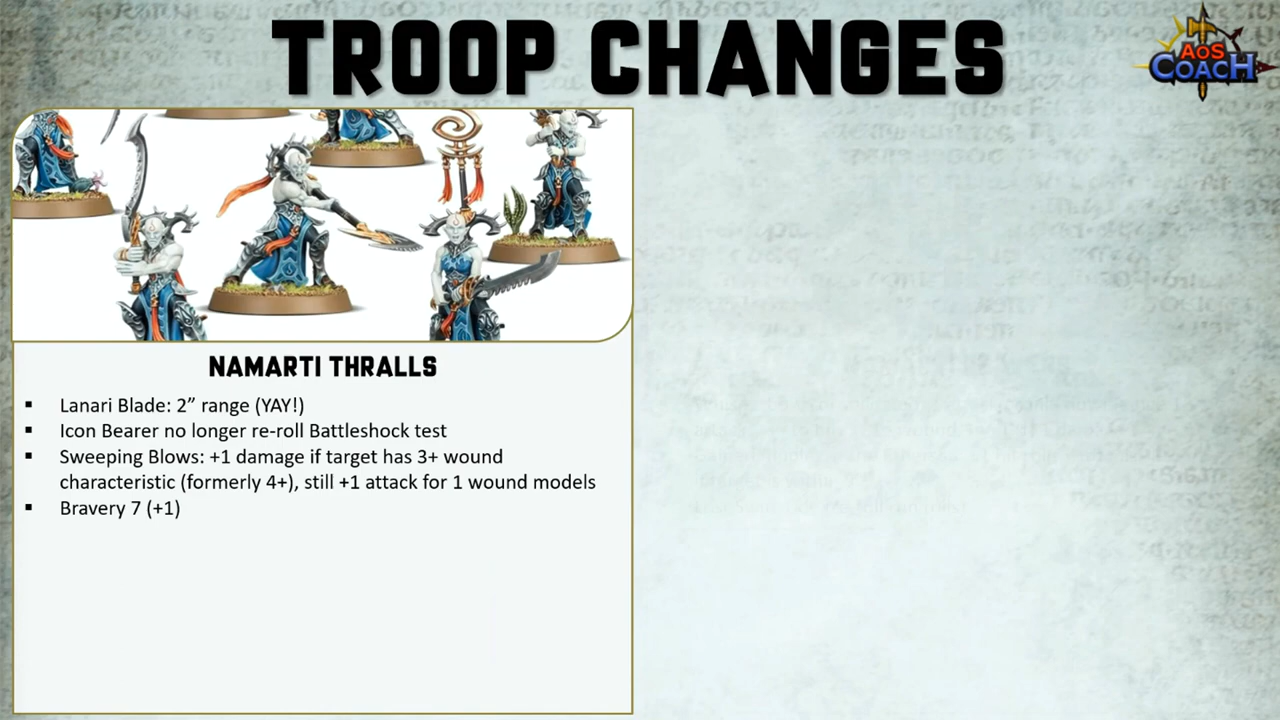 TROOP CHANGES
AoS
COACH
NAMARTI THRALLS
▪ Lanari Blade: 2” range (YAY!)
▪ Icon Bearer no longer re-roll Battleshock test
▪ Sweeping Blows: +1 damage if target has 3+ wound
characteristic (formerly 4+), still +1 attack for 1 wound models
▪ Bravery 7 (+1)